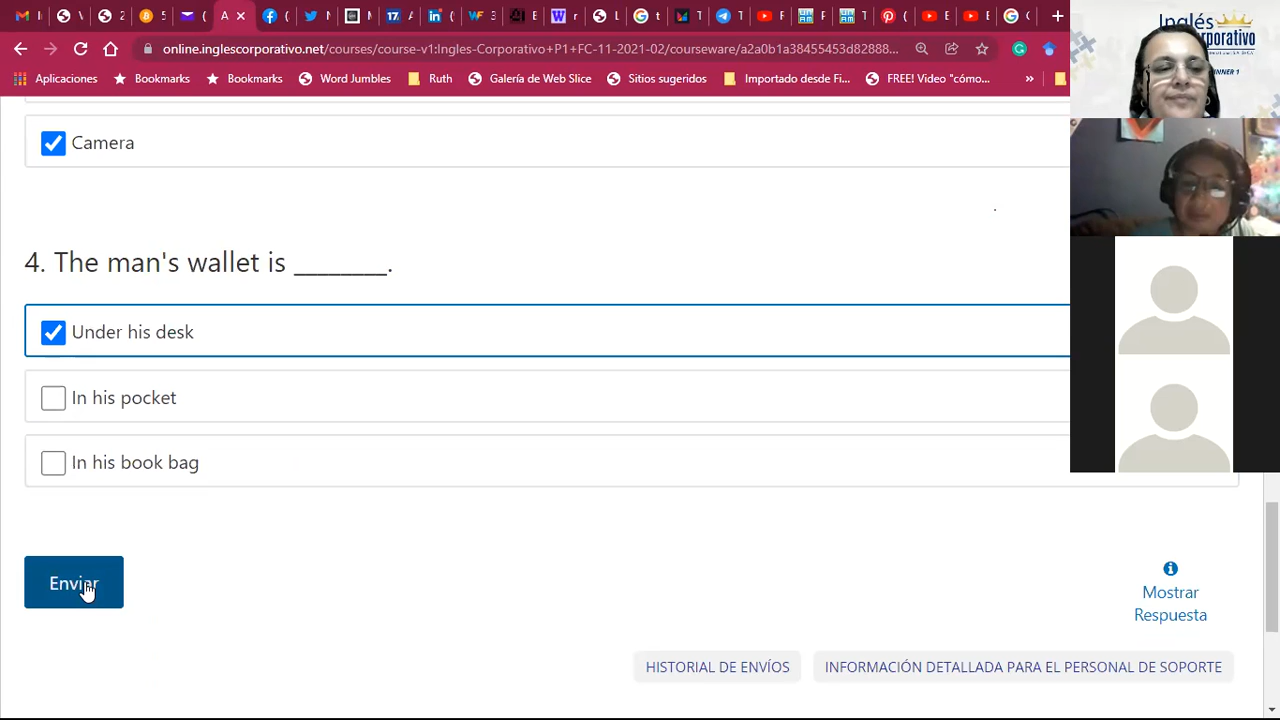 online.inglescorporativo.net/courses/course-v1:Ingles-Corporativo+P1+FC-11-2021-02/courseware/a2a0b1a38455453d82888...
Aplicaciones Bookmarks Bookmarks Word Jumbles Ruth Galería de Web Slice Sitios sugeridos Importado desde Fi... FREE! Video "cómo... »
Inglés
Corporativo
Camera
4. The man's wallet is ________.
Under his desk
In his pocket
In his book bag
Enviar
Mostrar
Respuesta
HISTORIAL DE ENVÍOS INFORMACIÓN DETALLADA PARA EL PERSONAL DE SOPORTE